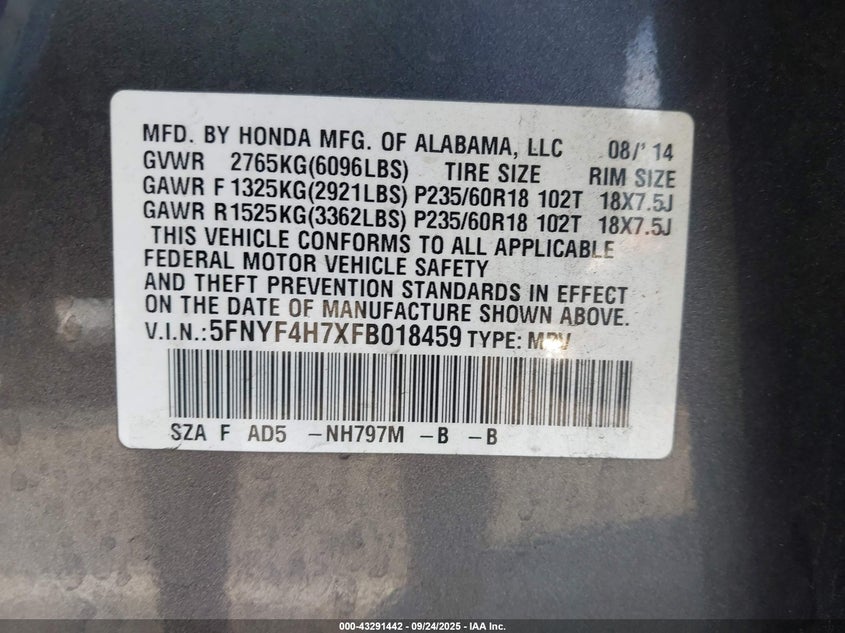 MFD. BY HONDA MFG. OF ALABAMA, LLC 08/' 14
GVWR 2765KG(6096LBS) TIRE SIZE RIM SIZE
GAWR F 1325KG(2921LBS) P235/60R18 102T 18X7.5J
GAWR R1525KG(3362LBS) P235/60R18 102T 18X7.5J
THIS VEHICLE CONFORMS TO ALL APPLICABLE
FEDERAL MOTOR VEHICLE SAFETY
AND THEFT PREVENTION STANDARDS IN EFFECT
ON THE DATE OF MANUFACTURE SHOWN ABOVE.
V.I.N.:5FNYF4H7XFB018459 TYPE: MPV
SZA F AD5 -NH797M -B -B
000-43291442 - 09/24/2025 - IAA Inc.